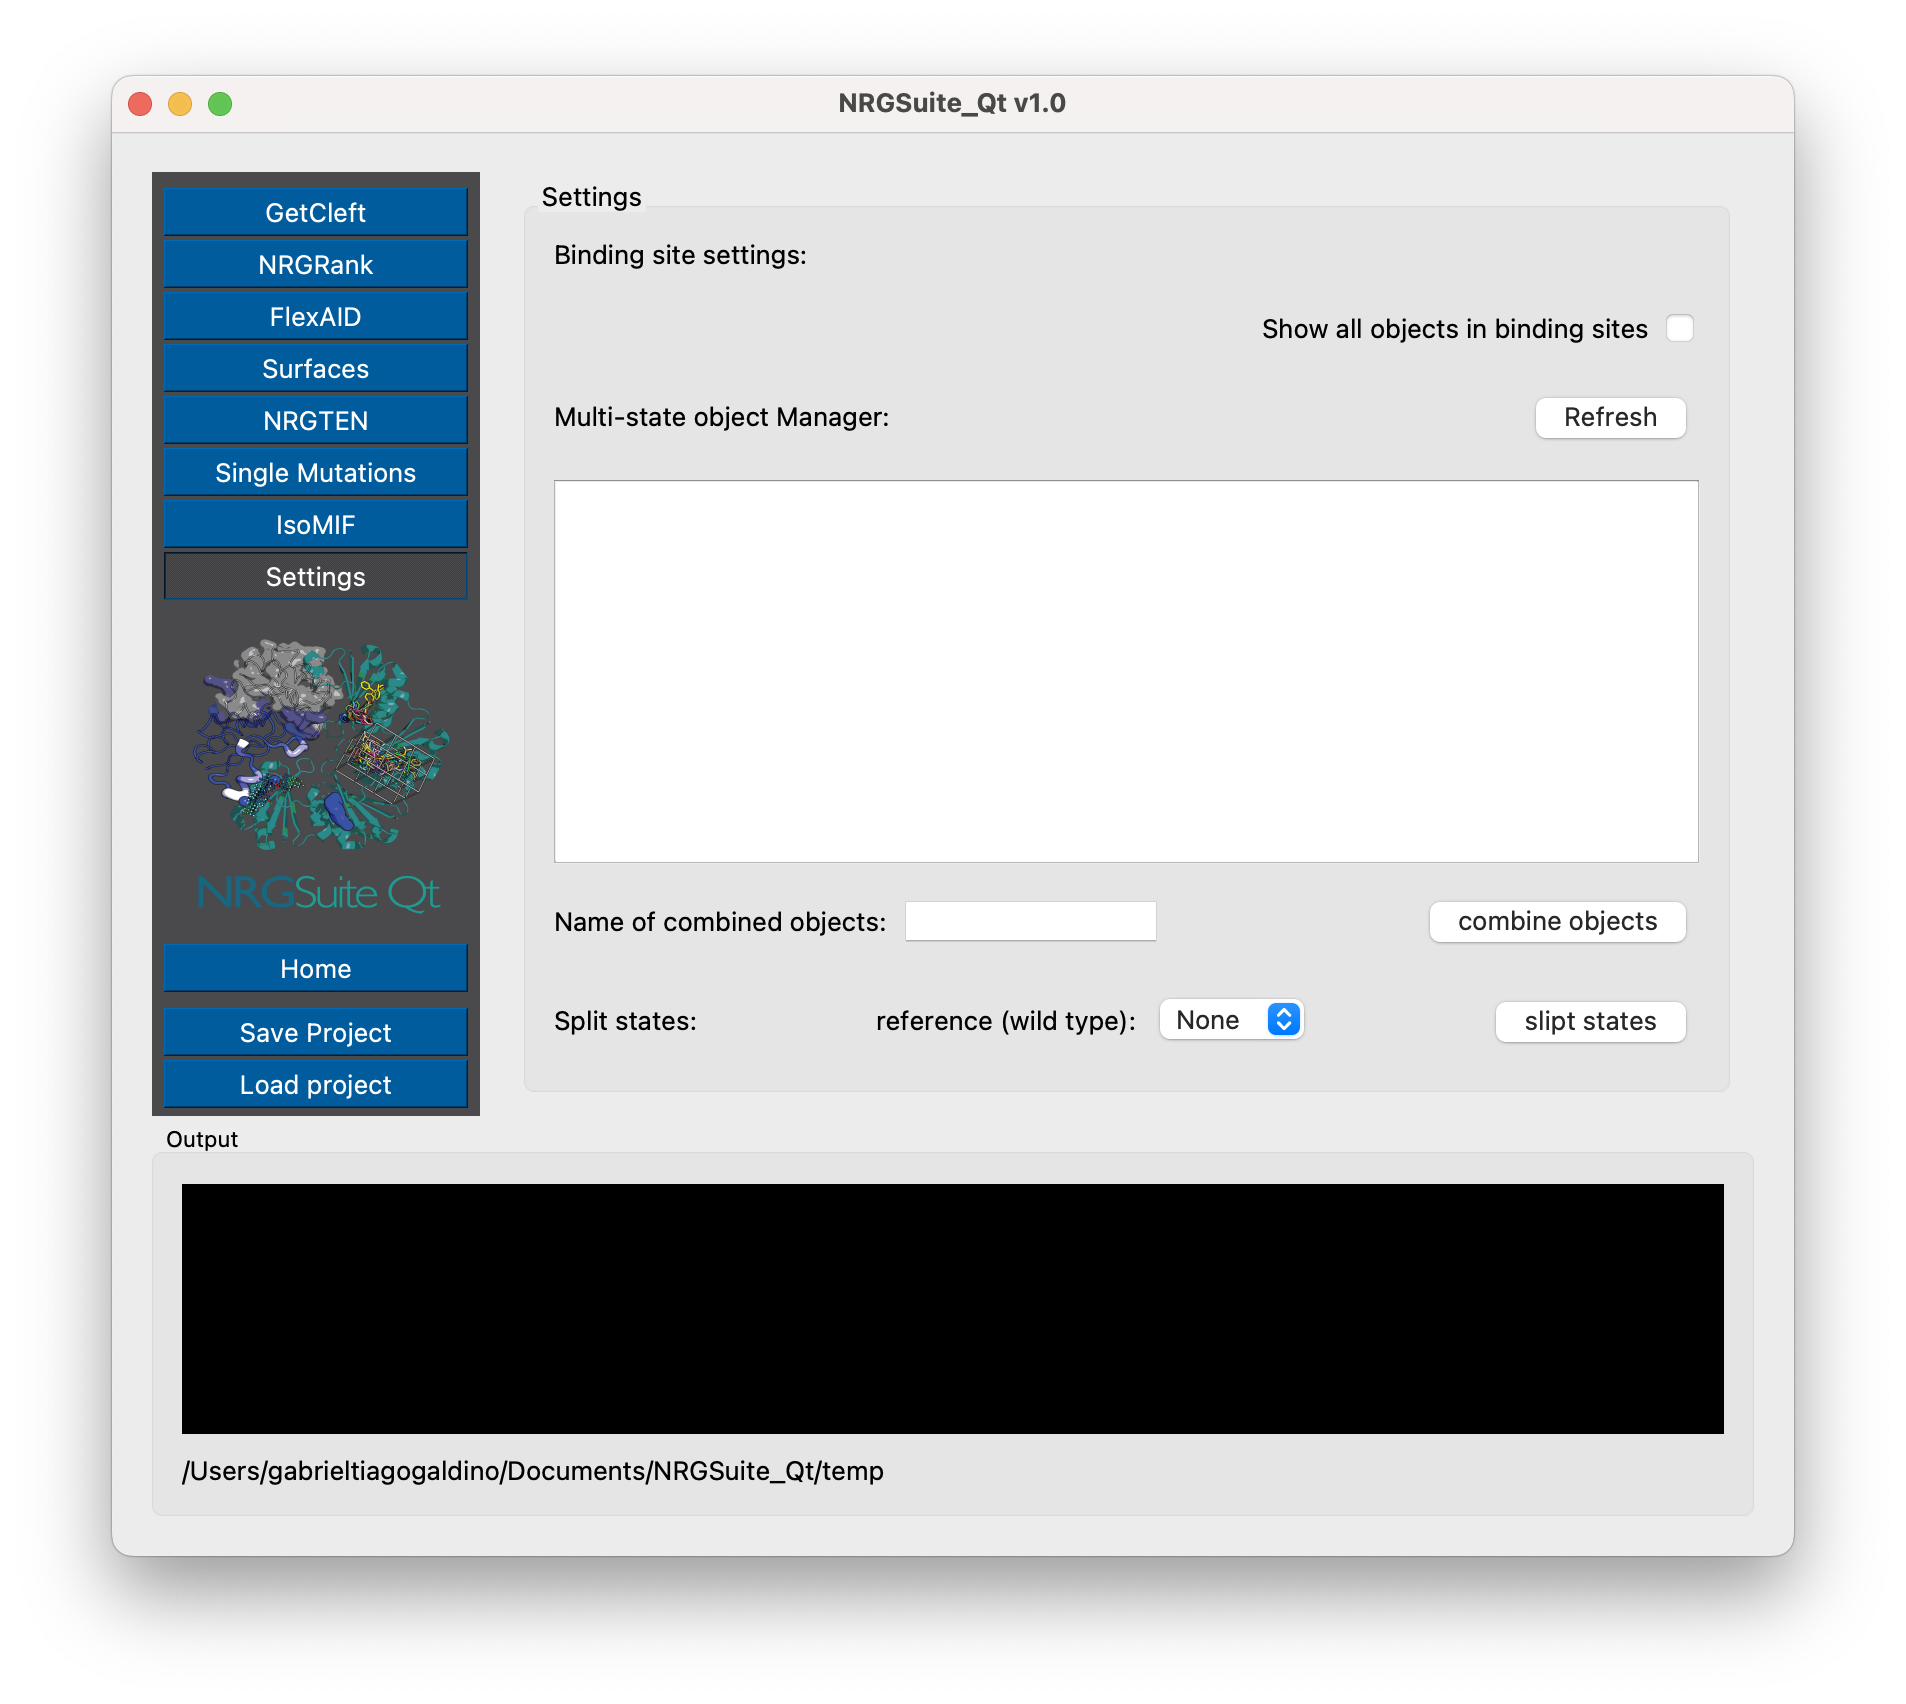 NRGSuite_Qt v1.0
GetCleft
NRGRank
FlexAID
Surfaces
NRGTEN
Single Mutations
IsoMIF
Settings
NRGSuite Qt
Home
Save Project
Load project
Settings
Binding site settings:
Show all objects in binding sites
Multi-state object Manager:
Refresh
Name of combined objects:
combine objects
Split states:
reference (wild type):
None
slipt states
Output
/Users/gabrieltiagogaldino/Documents/NRGSuite_Qt/temp